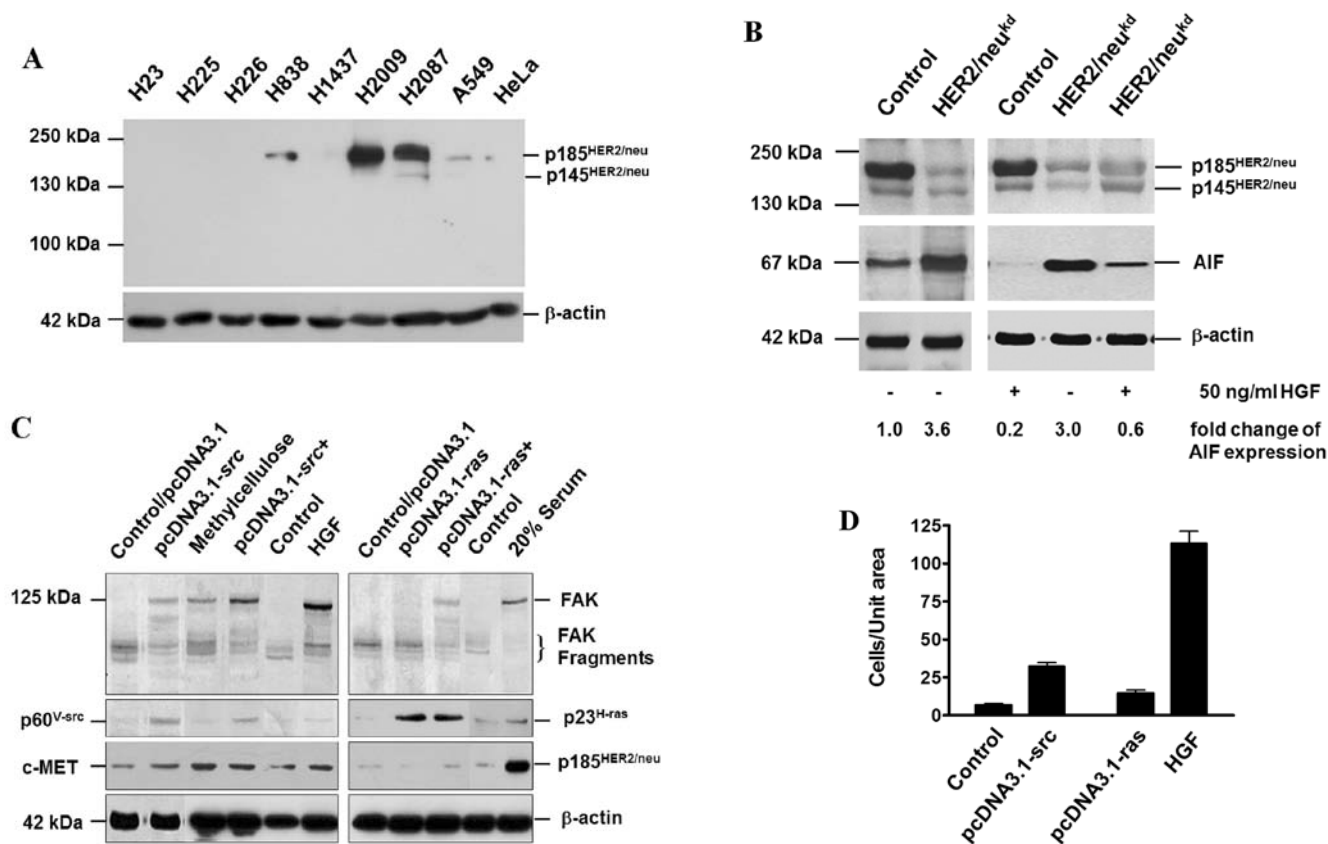 A
H23 H225 H226 H838 H1437 H2009 H2087 A549 HeLa
250 kDa
130 kDa
100 kDa
42 kDa
p185HER2/neu
p145HER2/neu
β-actin
B
Control HER2/neukd Control HER2/neukd HER2/neukd
250 kDa
130 kDa
67 kDa
42 kDa
p185HER2/neu
p145HER2/neu
AIF
β-actin
- - + - + 50 ng/ml HGF
1.0 3.6 0.2 3.0 0.6 fold change of
AIF expression
C
Control/pcDNA3.1 pcDNA3.1-src Methylcellulose pcDNA3.1-src+ Control HGF
Control/pcDNA3.1 pcDNA3.1-ras pcDNA3.1-ras+ Control 20% Serum
125 kDa
FAK
FAK
Fragments
p60V-src
p23H-ras
c-MET
p185HER2/neu
42 kDa
β-actin
D
Cells/Unit area
125
100
75
50
25
0
Control pcDNA3.1-src pcDNA3.1-ras HGF